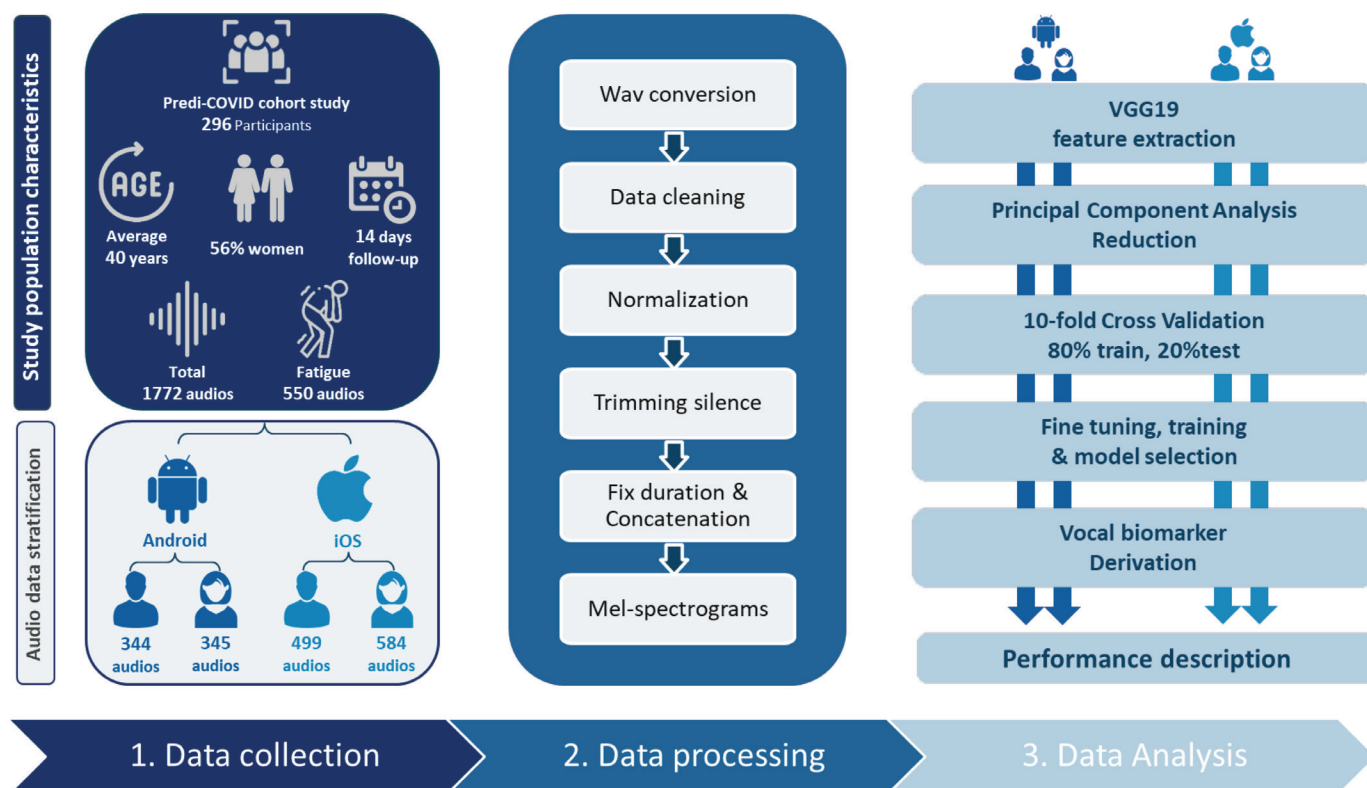 Study population characteristics
Predi-COVID cohort study
296 Participants
AGE
Average
40 years
56% women
14 days
follow-up
Total
1772 audios
Fatigue
550 audios
Audio data stratification
Android
iOS
344
audios
345
audios
499
audios
584
audios
Wav conversion
Data cleaning
Normalization
Trimming silence
Fix duration &
Concatenation
Mel-spectrograms
VGG19
feature extraction
Principal Component Analysis
Reduction
10-fold Cross Validation
80% train, 20%test
Fine tuning, training
& model selection
Vocal biomarker
Derivation
Performance description
1. Data collection
2. Data processing
3. Data Analysis